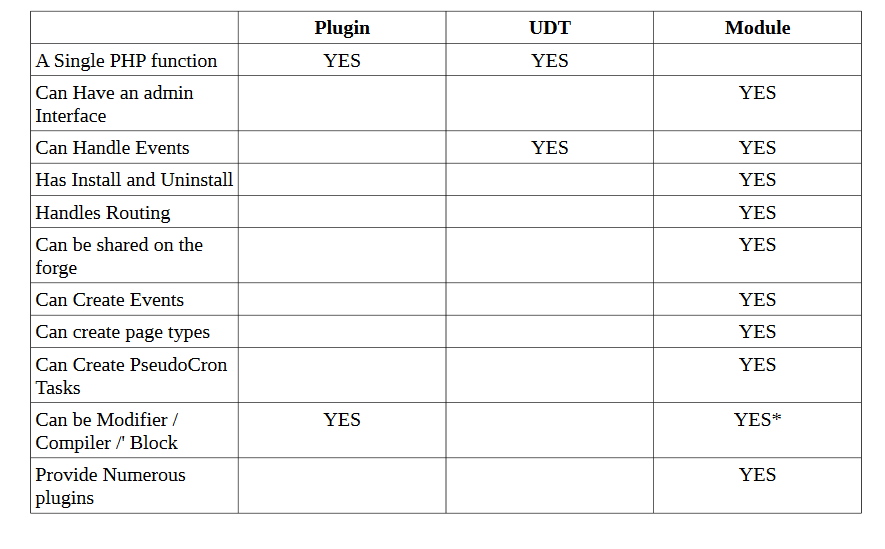 Plugin UDT Module
A Single PHP function YES YES
Can Have an admin YES
Interface
Can Handle Events YES YES
Has Install and Uninstall YES
Handles Routing YES
Can be shared on the YES
forge
Can Create Events YES
Can create page types YES
Can Create PseudoCron YES
Tasks
Can be Modifier / YES YES*
Compiler /' Block
Provide Numerous YES
plugins